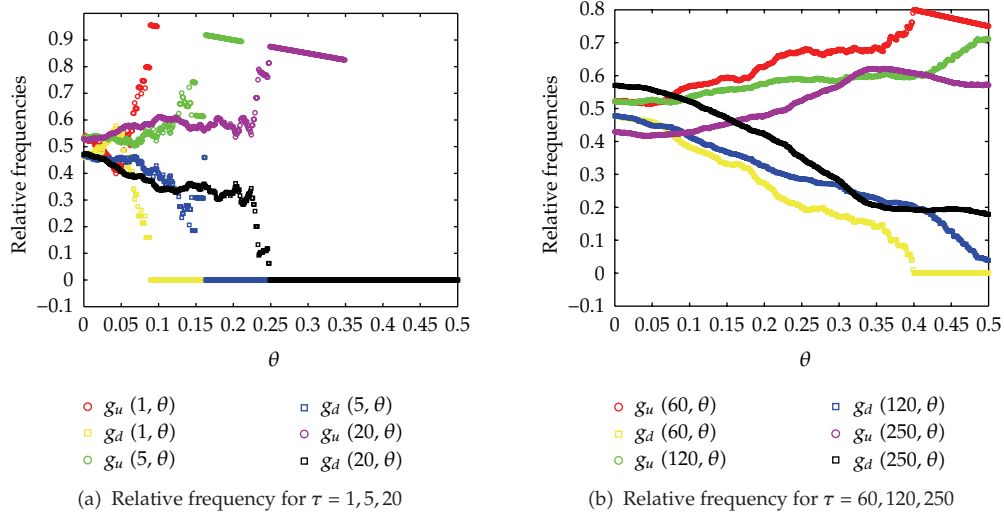 Relative frequencies
0.9
0.8
0.7
0.6
0.5
0.4
0.3
0.2
0.1
0
−0.1
0 0.05 0.1 0.15 0.2 0.25 0.3 0.35 0.4 0.45 0.5
θ
g_u (1, θ)
g_d (1, θ)
g_u (5, θ)
g_d (5, θ)
g_u (20, θ)
g_d (20, θ)
(a) Relative frequency for τ = 1, 5, 20
Relative frequencies
0.8
0.7
0.6
0.5
0.4
0.3
0.2
0.1
0
−0.1
0 0.05 0.1 0.15 0.2 0.25 0.3 0.35 0.4 0.45 0.5
θ
g_u (60, θ)
g_d (60, θ)
g_u (120, θ)
g_d (120, θ)
g_u (250, θ)
g_d (250, θ)
(b) Relative frequency for τ = 60, 120, 250